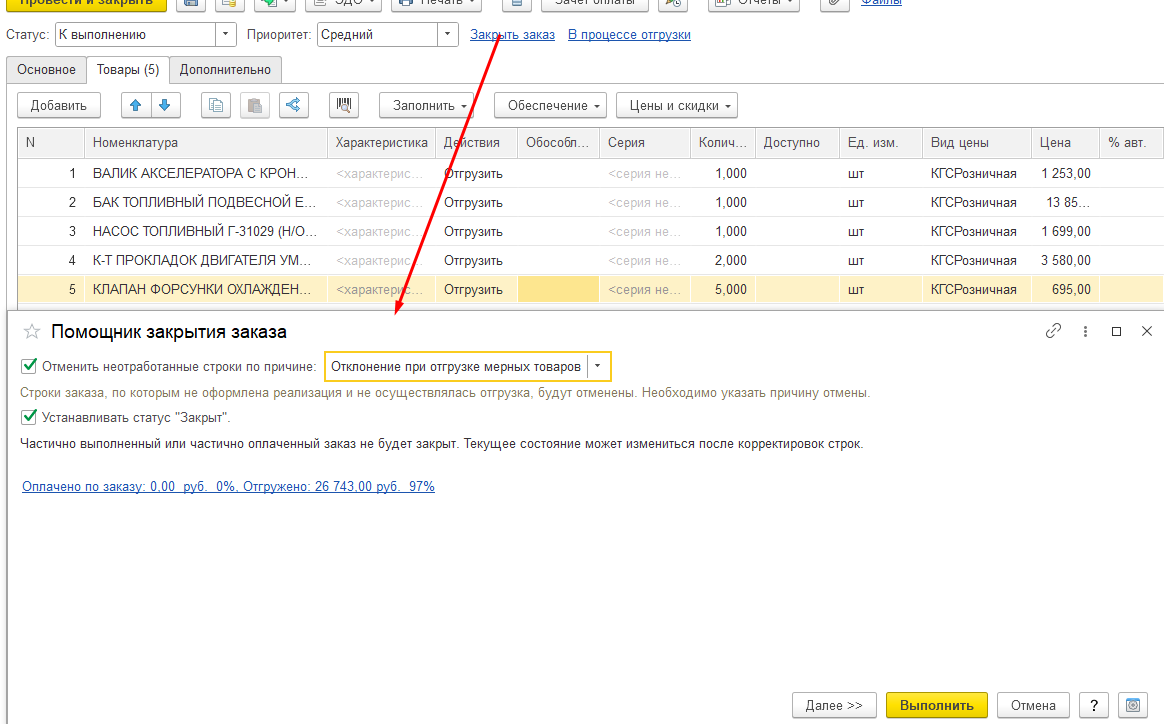 Провести и закрыть ЭДО Печать Зачет оплаты Отчеты Файлы
Статус: К выполнению Приоритет: Средний Закрыть заказ В процессе отгрузки
Основное Товары (5) Дополнительно
Добавить Заполнить Обеспечение Цены и скидки
N Номенклатура Характеристика Действия Обособл... Серия Колич... Доступно Ед. изм. Вид цены Цена % авт.
1 ВАЛИК АКСЕЛЕРАТОРА С КРОН... <характерис... Отгрузить <серия не... 1,000 шт КГСРозничная 1 253,00
2 БАК ТОПЛИВНЫЙ ПОДВЕСНОЙ Е... <характерис... Отгрузить <серия не... 1,000 шт КГСРозничная 13 85...
3 НАСОС ТОПЛИВНЫЙ Г-31029 (Н/О... <характерис... Отгрузить <серия не... 1,000 шт КГСРозничная 1 699,00
4 К-Т ПРОКЛАДОК ДВИГАТЕЛЯ УМ... <характерис... Отгрузить <серия не... 2,000 шт КГСРозничная 3 580,00
5 КЛАПАН ФОРСУНКИ ОХЛАЖДЕН... <характерис... Отгрузить <серия не... 5,000 шт КГСРозничная 695,00
Помощник закрытия заказа
Отменить неотработанные строки по причине: Отклонение при отгрузке мерных товаров
Строки заказа, по которым не оформлена реализация и не осуществлялась отгрузка, будут отменены. Необходимо указать причину отмены.
Устанавливать статус "Закрыт".
Частично выполненный или частично оплаченный заказ не будет закрыт. Текущее состояние может измениться после корректировок строк.
Оплачено по заказу: 0,00 руб. 0%, Отгружено: 26 743,00 руб. 97%
Далее >> Выполнить Отмена ?